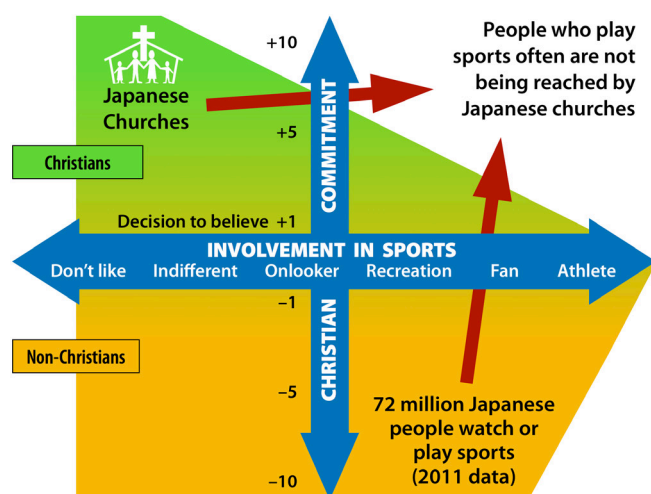 +10
People who play
sports often are not
being reached by
Japanese churches
Japanese
Churches
+5
COMMITMENT
Christians
Decision to believe +1
INVOLVEMENT IN SPORTS
Don't like Indifferent Onlooker Recreation Fan Athlete
–1
CHRISTIAN
Non-Christians
–5
72 million Japanese
people watch or
play sports
(2011 data)
–10